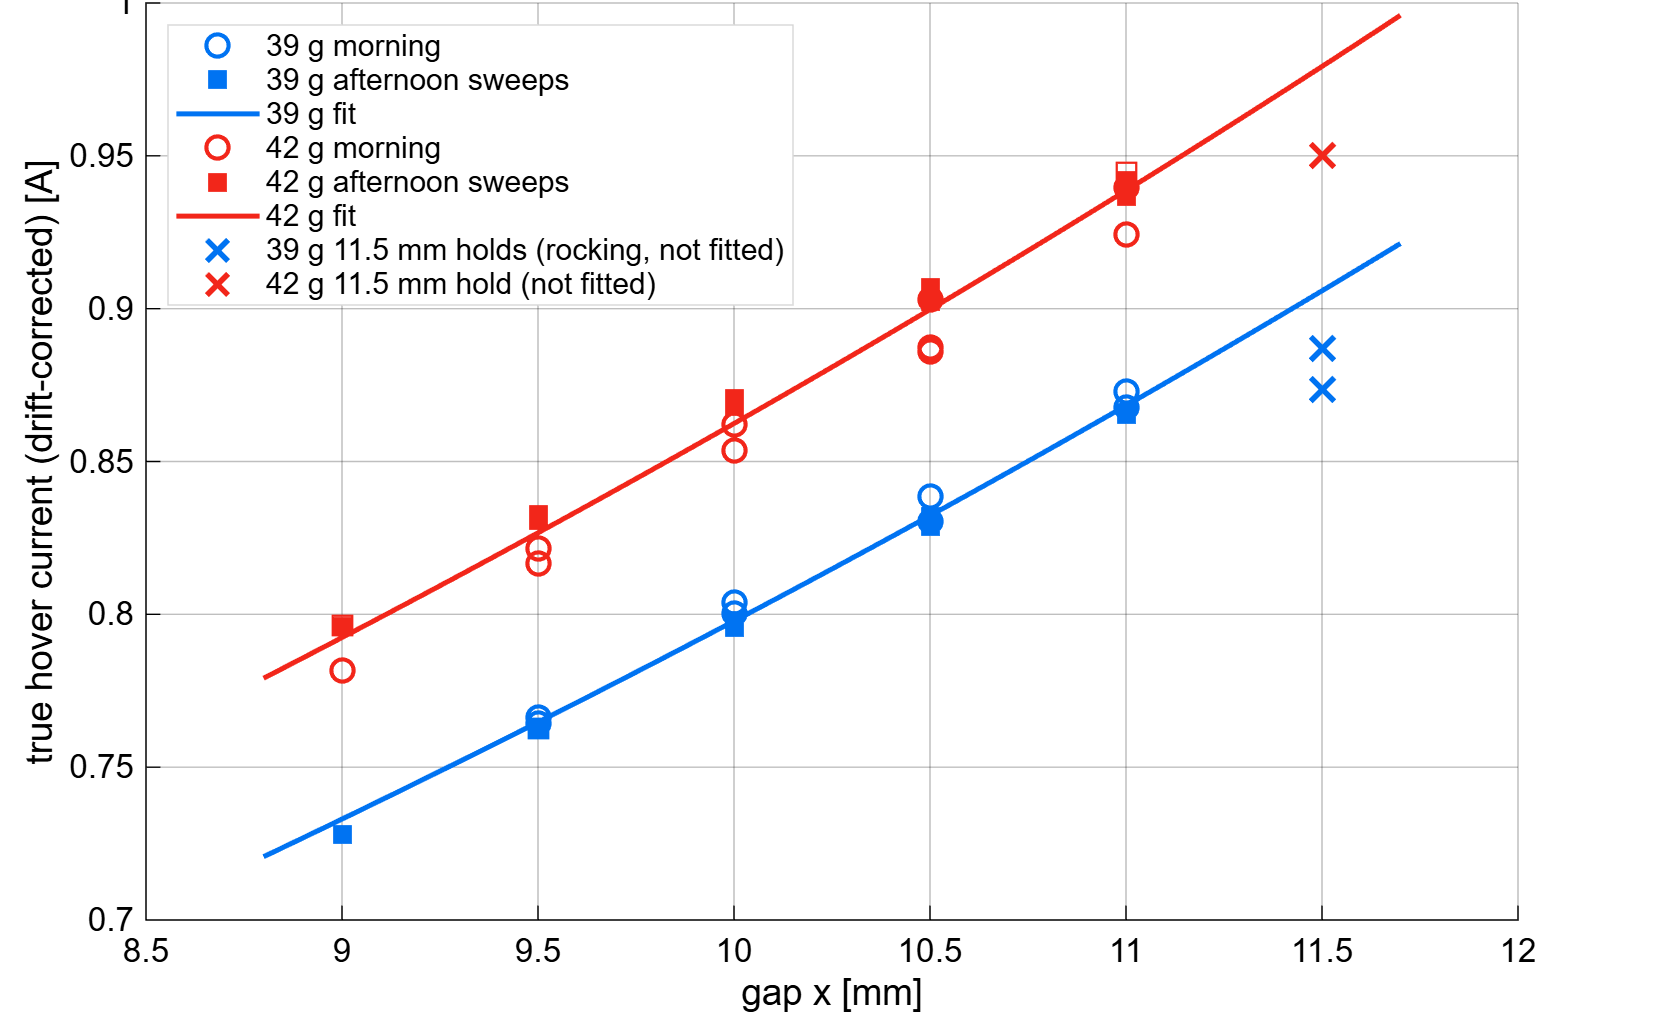 1
39 g morning
39 g afternoon sweeps
39 g fit
42 g morning
42 g afternoon sweeps
42 g fit
39 g 11.5 mm holds (rocking, not fitted)
42 g 11.5 mm hold (not fitted)
0.95
0.9
0.85
0.8
0.75
0.7
true hover current (drift-corrected) [A]
8.5 9 9.5 10 10.5 11 11.5 12
gap x [mm]